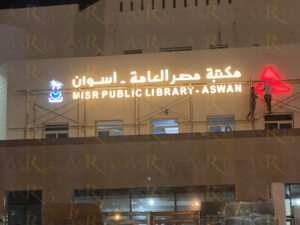 مكتبة مصر العامة - اسوان
MISR PUBLIC LIBRARY - ASWAN